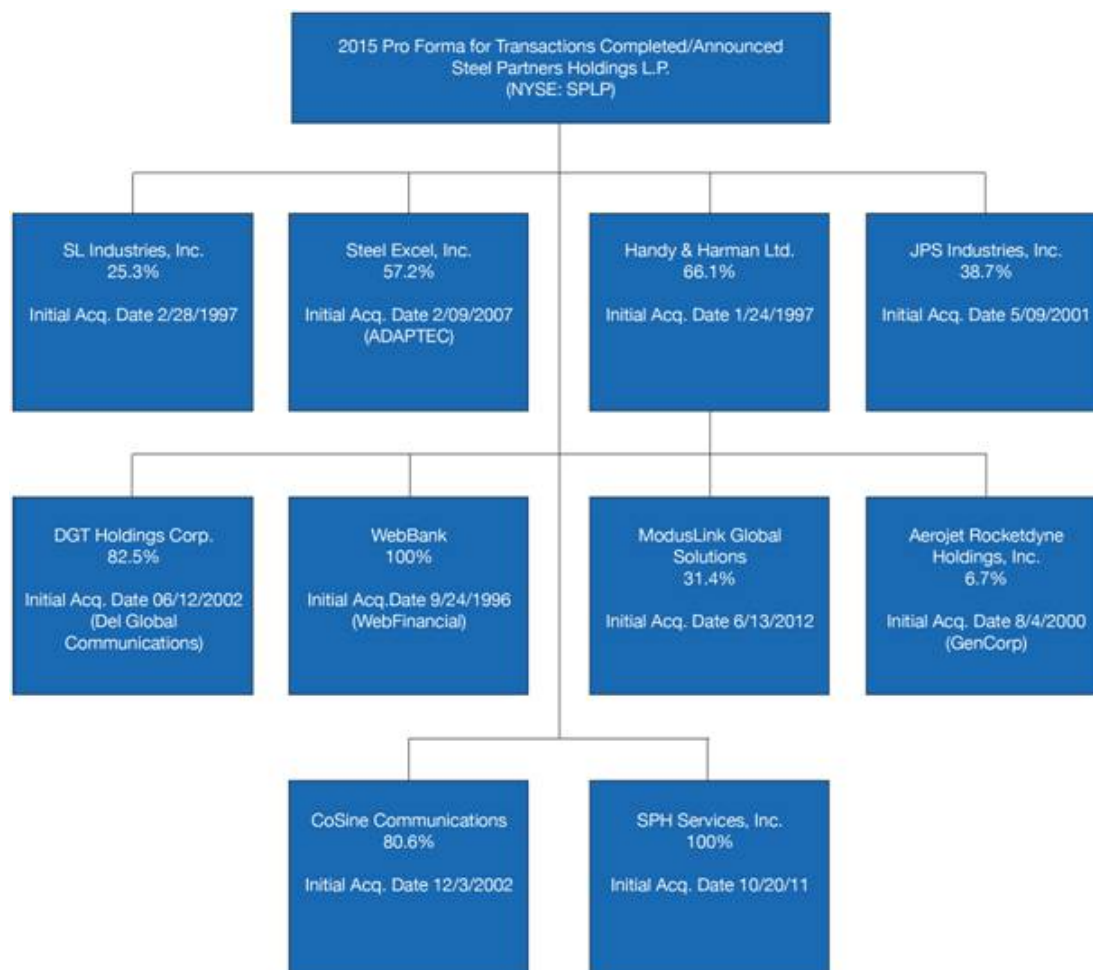 2015 Pro Forma for Transactions Completed/Announced
Steel Partners Holdings L.P.
(NYSE: SPLP)
SL Industries, Inc.
25.3%
Initial Acq. Date 2/28/1997
Steel Excel, Inc.
57.2%
Initial Acq. Date 2/09/2007
(ADAPTEC)
Handy & Harman Ltd.
66.1%
Initial Acq. Date 1/24/1997
JPS Industries, Inc.
38.7%
Initial Acq. Date 5/09/2001
DGT Holdings Corp.
82.5%
Initial Acq. Date 06/12/2002
(Del Global
Communications)
WebBank
100%
Initial Acq.Date 9/24/1996
(WebFinancial)
ModusLink Global
Solutions
31.4%
Initial Acq. Date 6/13/2012
Aerojet Rocketdyne
Holdings, Inc.
6.7%
Initial Acq. Date 8/4/2000
(GenCorp)
CoSine Communications
80.6%
Initial Acq. Date 12/3/2002
SPH Services, Inc.
100%
Initial Acq. Date 10/20/11